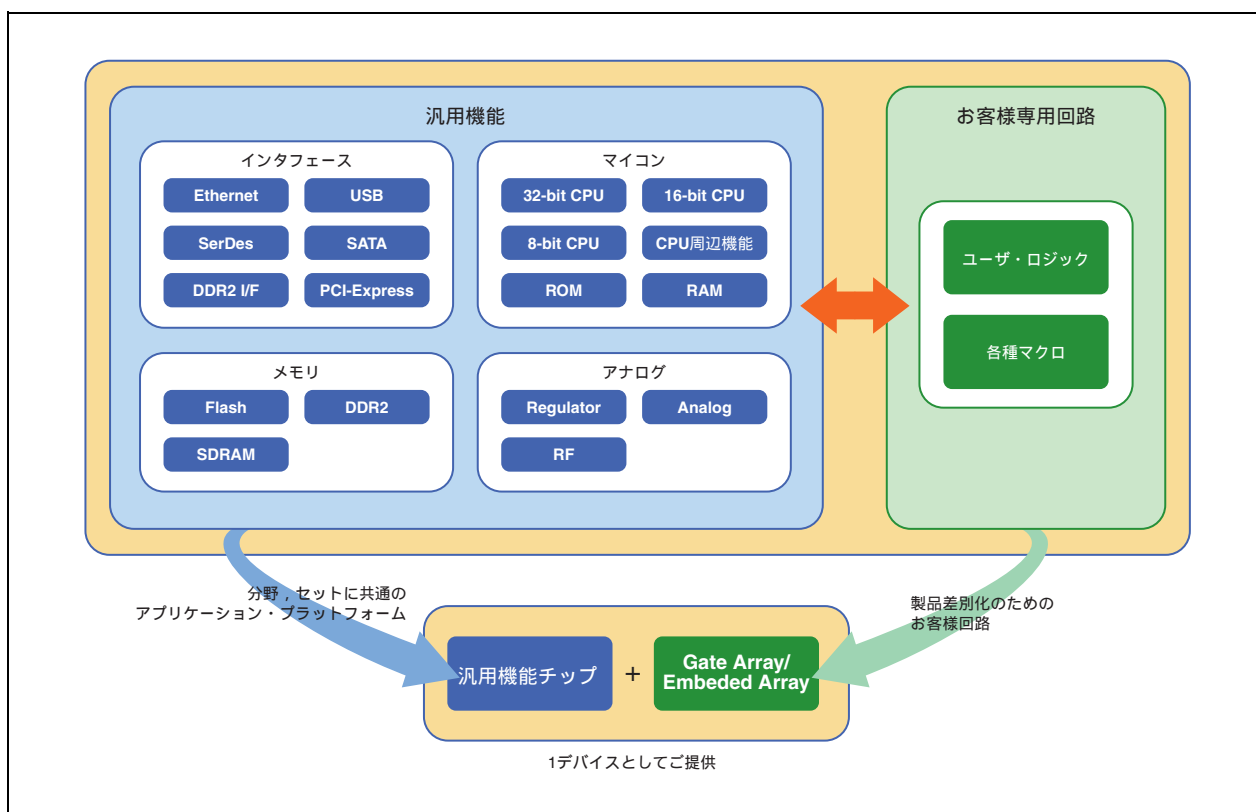 汎用機能
お客様専用回路
インタフェース
Ethernet
USB
SerDes
SATA
DDR2 I/F
PCI-Express
マイコン
32-bit CPU
16-bit CPU
8-bit CPU
CPU周辺機能
ROM
RAM
メモリ
Flash
DDR2
SDRAM
アナログ
Regulator
Analog
RF
ユーザ・ロジック
各種マクロ
分野，セットに共通の
アプリケーション・プラットフォーム
製品差別化のための
お客様回路
汎用機能チップ
+
Gate Array/
Embeded Array
1デバイスとしてご提供